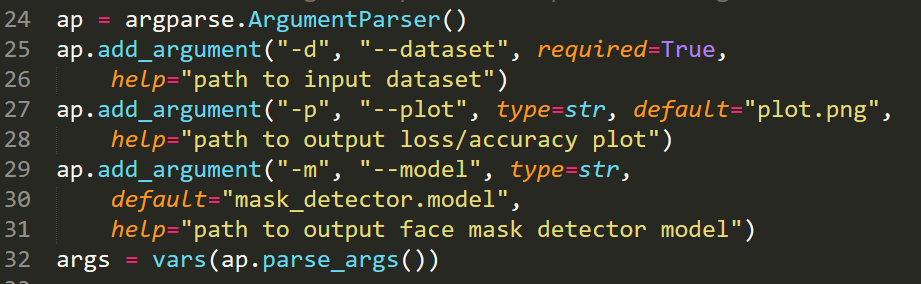 24 ap = argparse.ArgumentParser()
25 ap.add_argument("-d", "--dataset", required=True,
26     help="path to input dataset")
27 ap.add_argument("-p", "--plot", type=str, default="plot.png",
28     help="path to output loss/accuracy plot")
29 ap.add_argument("-m", "--model", type=str,
30     default="mask_detector.model",
31     help="path to output face mask detector model")
32 args = vars(ap.parse_args())